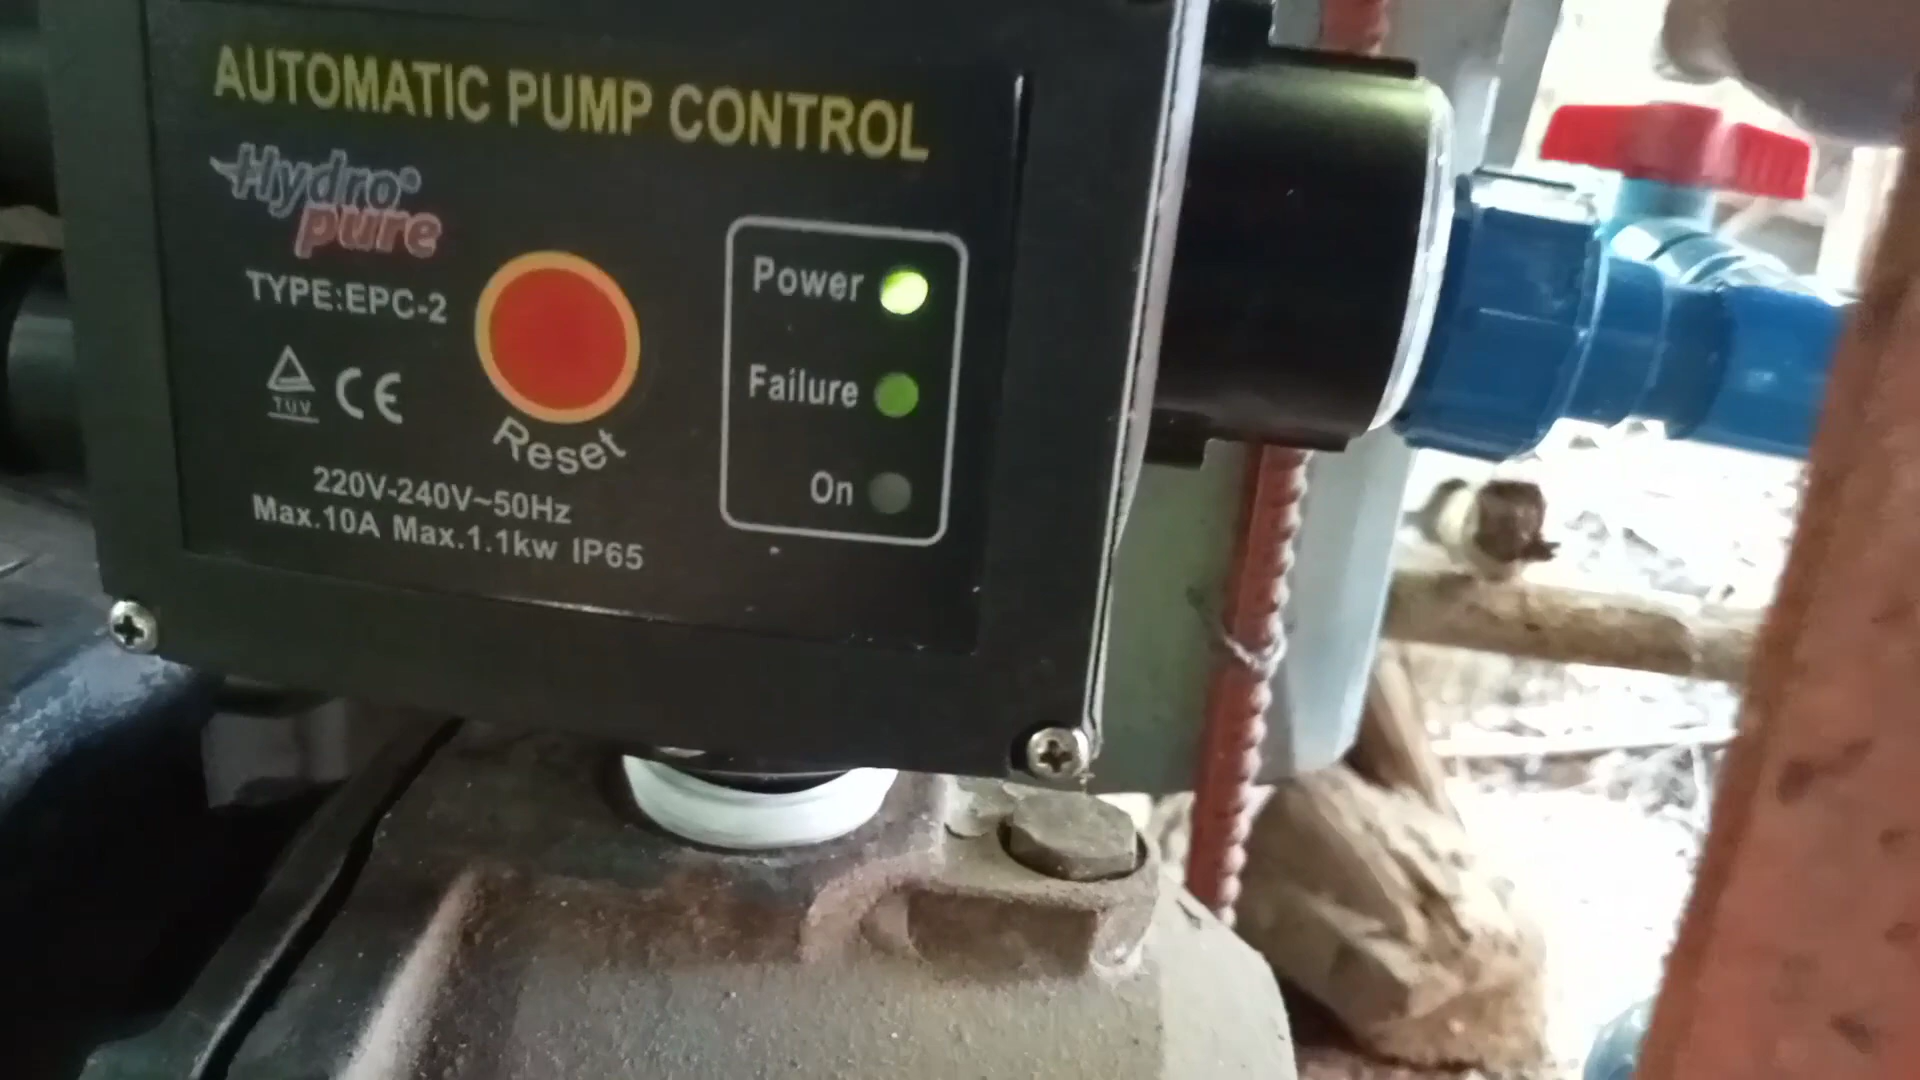 AUTOMATIC PUMP CONTROL
Hydro®
pure
TYPE:EPC-2
TÜV
CE
Reset
220V-240V~50Hz
Max.10A Max.1.1kw IP65
Power
Failure
On